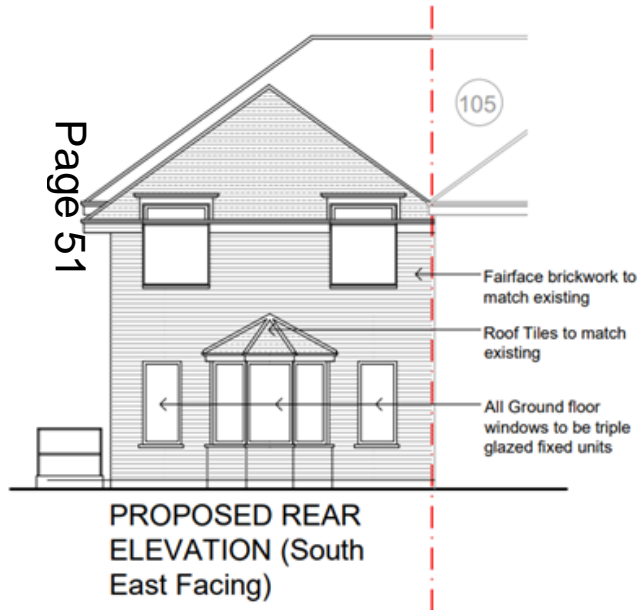 Page 51
105
Fairface brickwork to
match existing
Roof Tiles to match
existing
All Ground floor
windows to be triple
glazed fixed units
PROPOSED REAR
ELEVATION (South
East Facing)